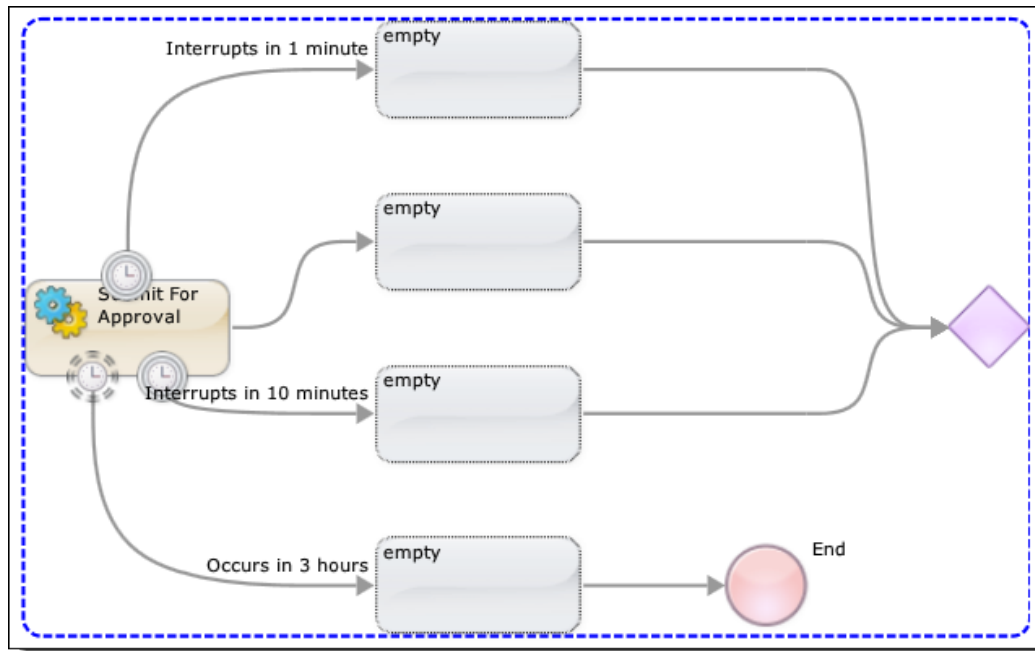 empty
Interrupts in 1 minute
empty
Submit For
Approval
empty
Interrupts in 10 minutes
empty
Occurs in 3 hours
End